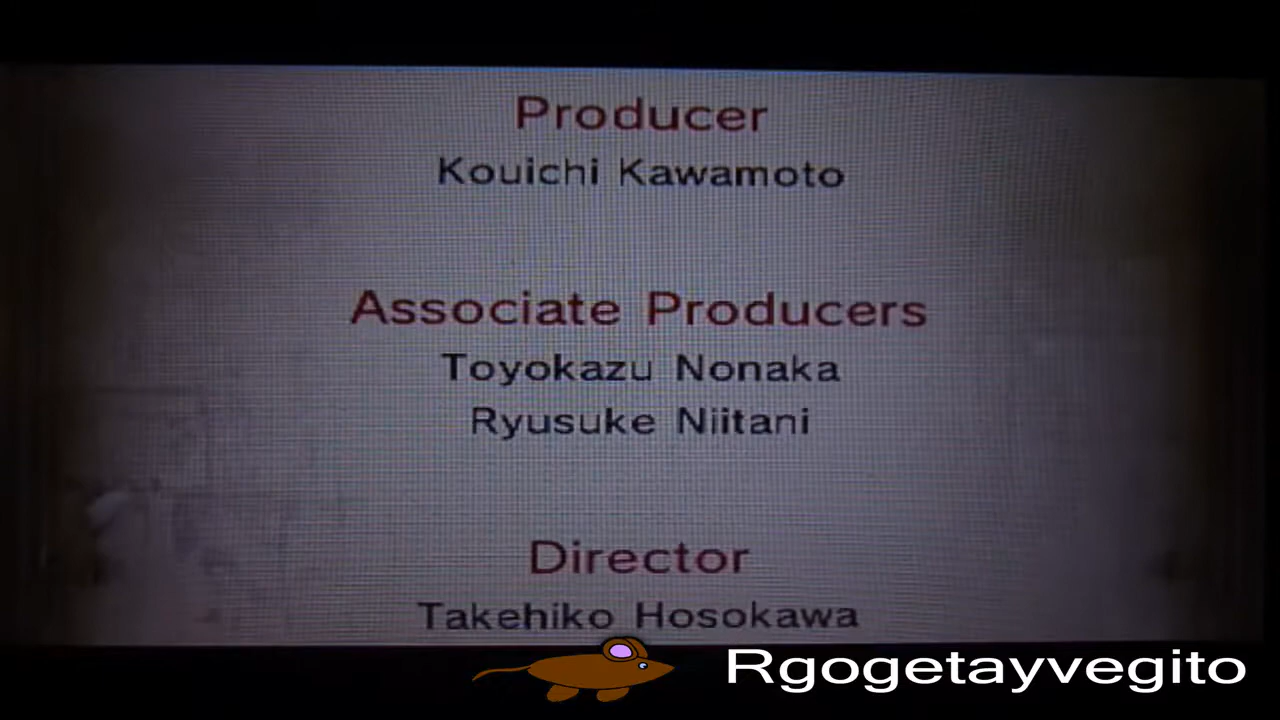 Producer
Kouichi Kawamoto
Associate Producers
Toyokazu Nonaka
Ryusuke Niitani
Director
Takehiko Hosokawa
Rgogetayvegito